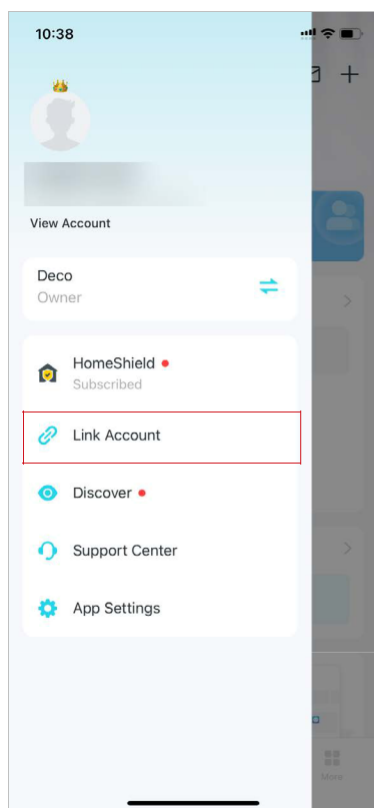 10:38
View Account
Deco
Owner
HomeShield
Subscribed
Link Account
Discover
Support Center
App Settings
More